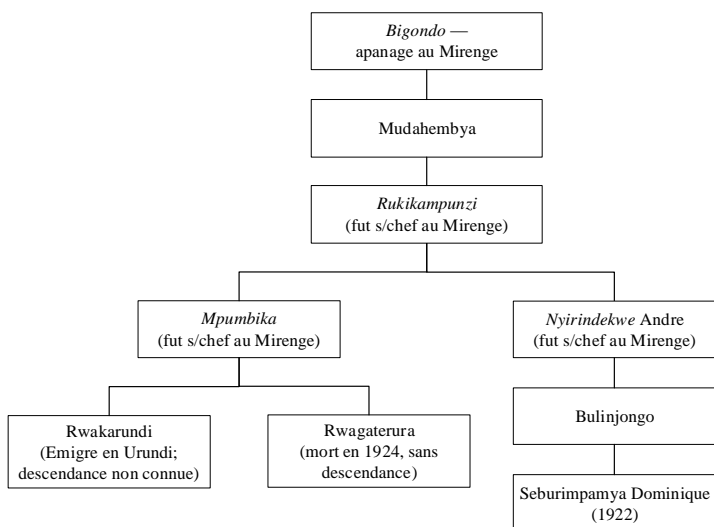 Bigondo —
apanage au Mirenge
Mudahembya
Rukikampunzi
(fut s/chef au Mirenge)
Mpumbika
(fut s/chef au Mirenge)
Nyirindekwe Andre
(fut s/chef au Mirenge)
Rwakarundi
(Emigre en Urundi;
descendance non connue)
Rwagaterura
(mort en 1924, sans
descendance)
Bulinjongo
Seburimpamya Dominique
(1922)